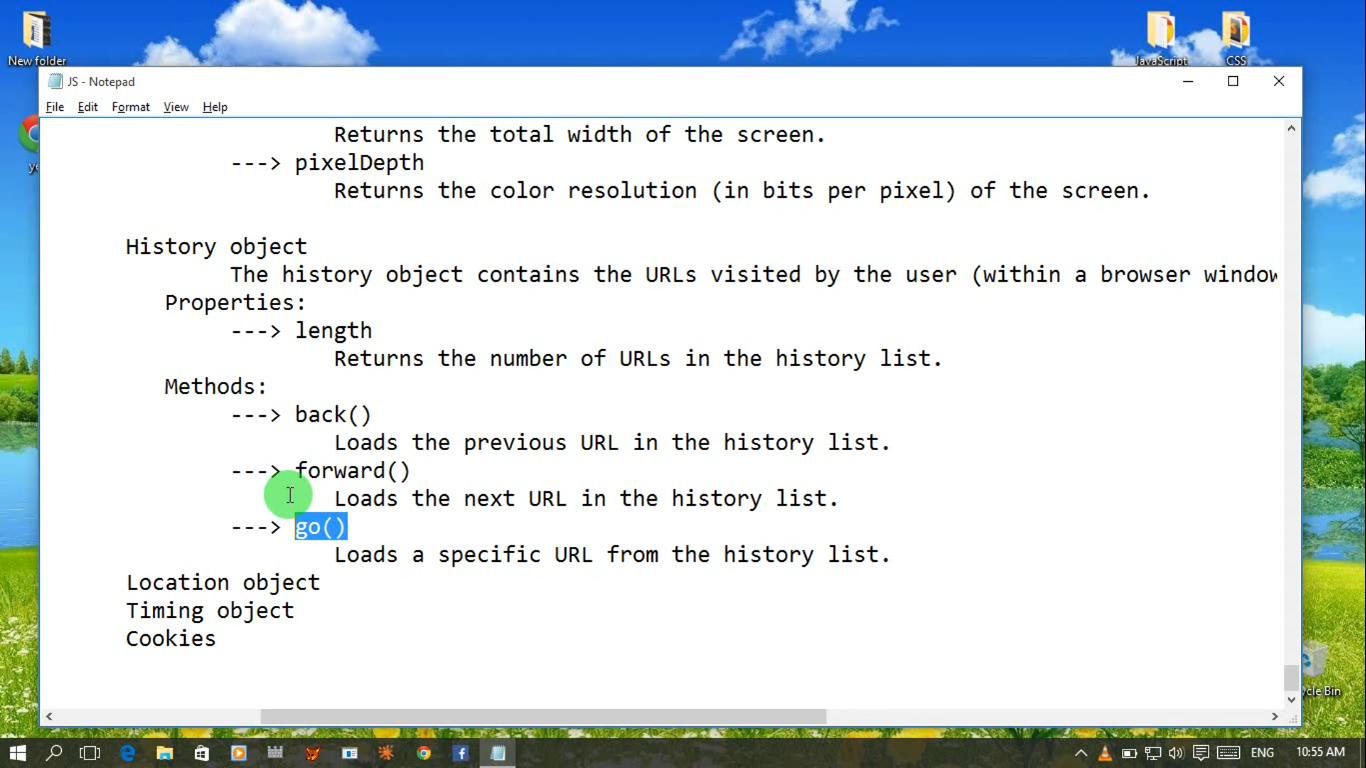 New folder
JavaScript
CSS
JS - Notepad
File Edit Format View Help
Returns the total width of the screen.
---> pixelDepth
Returns the color resolution (in bits per pixel) of the screen.
History object
The history object contains the URLs visited by the user (within a browser window
Properties:
---> length
Returns the number of URLs in the history list.
Methods:
---> back()
Loads the previous URL in the history list.
---> forward()
Loads the next URL in the history list.
---> go()
Loads a specific URL from the history list.
Location object
Timing object
Cookies
cle Bin
ENG 10:55 AM